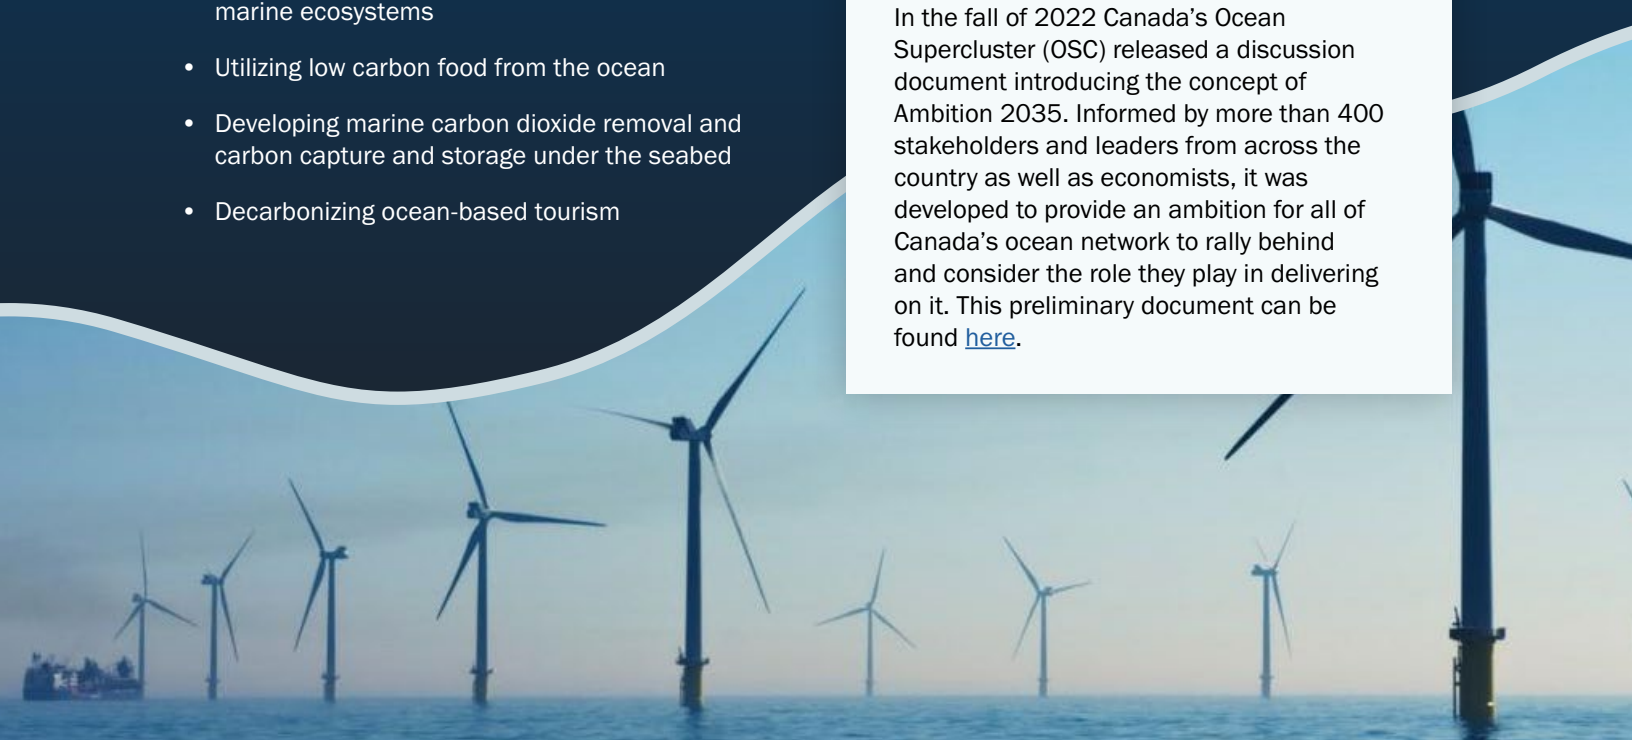 marine ecosystems
• Utilizing low carbon food from the ocean
• Developing marine carbon dioxide removal and
carbon capture and storage under the seabed
• Decarbonizing ocean-based tourism
In the fall of 2022 Canada’s Ocean
Supercluster (OSC) released a discussion
document introducing the concept of
Ambition 2035. Informed by more than 400
stakeholders and leaders from across the
country as well as economists, it was
developed to provide an ambition for all of
Canada’s ocean network to rally behind
and consider the role they play in delivering
on it. This preliminary document can be
found here.